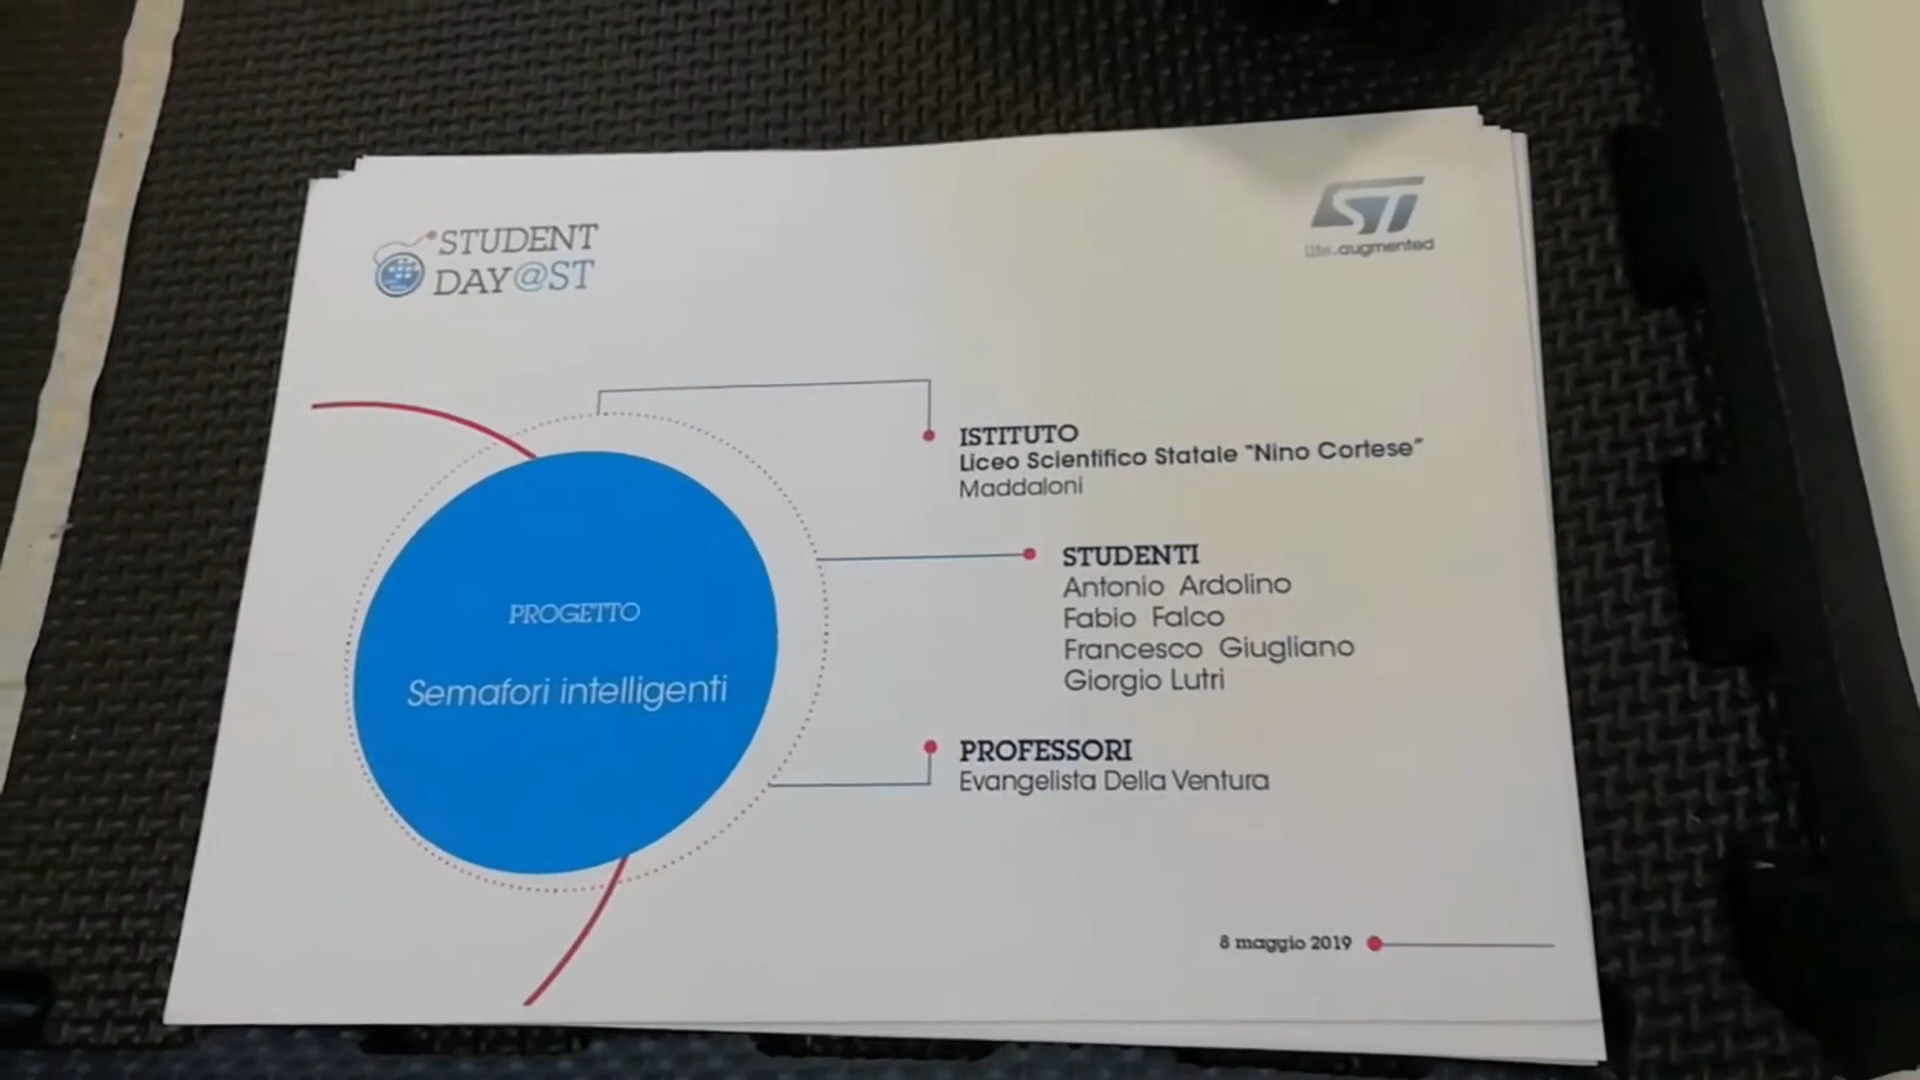 STUDENT
DAY@ST
ST
life.augmented
ISTITUTO
Liceo Scientifico Statale "Nino Cortese"
Maddaloni
STUDENTI
Antonio Ardolino
Fabio Falco
Francesco Giugliano
Giorgio Lutri
PROGETTO
Semafori intelligenti
PROFESSORI
Evangelista Della Ventura
8 maggio 2019